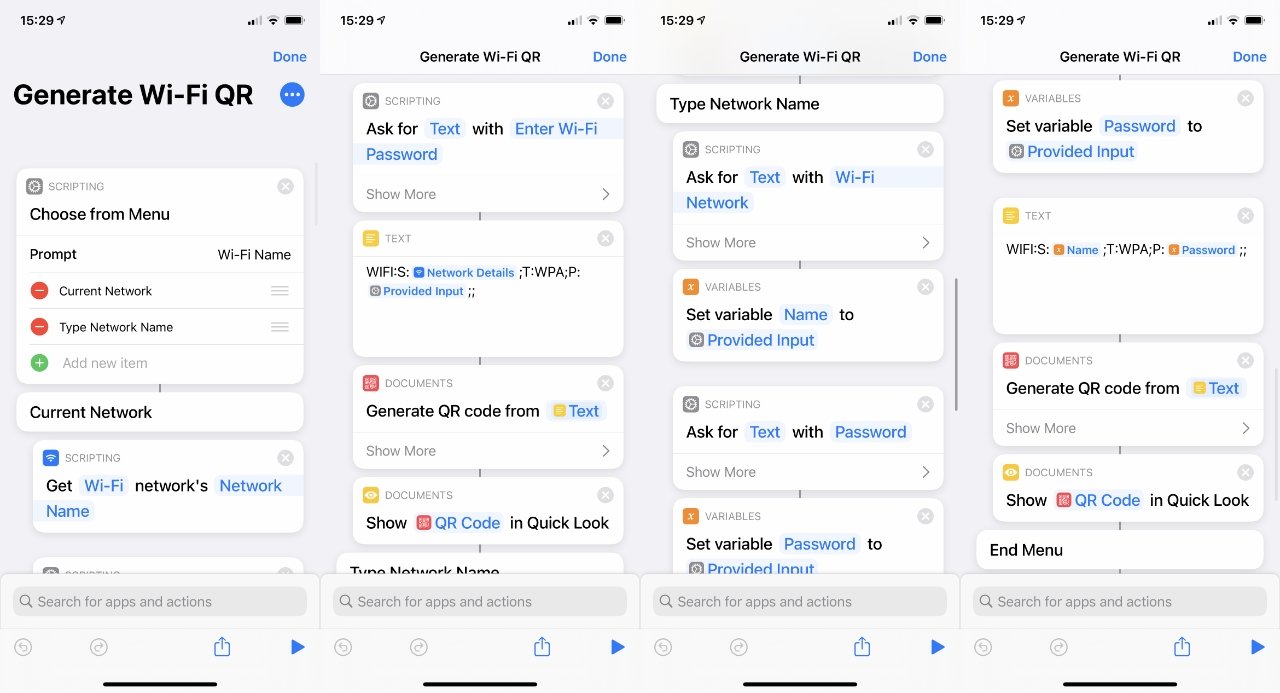 15:29
Done
Generate Wi-Fi QR
SCRIPTING
Choose from Menu
Prompt Wi-Fi Name
Current Network
Type Network Name
Add new item
Current Network
SCRIPTING
Get Wi-Fi network's Network
Name
SCRIPTING
Search for apps and actions
15:29
Generate Wi-Fi QR Done
SCRIPTING
Ask for Text with Enter Wi-Fi
Password
Show More
TEXT
WIFI:S: Network Details ;T:WPA;P:
Provided Input ;;
DOCUMENTS
Generate QR code from Text
Show More
DOCUMENTS
Show QR Code in Quick Look
Type Network Name
Search for apps and actions
15:29
Generate Wi-Fi QR Done
Type Network Name
SCRIPTING
Ask for Text with Wi-Fi
Network
Show More
VARIABLES
x
Set variable Name to
Provided Input
SCRIPTING
Ask for Text with Password
Show More
VARIABLES
x
Set variable Password to
Provided Input
Search for apps and actions
15:29
Generate Wi-Fi QR Done
x VARIABLES
Set variable Password to
Provided Input
TEXT
WIFI:S: x Name ;T:WPA;P: x Password ;;
DOCUMENTS
Generate QR code from Text
Show More
DOCUMENTS
Show QR Code in Quick Look
End Menu
Search for apps and actions